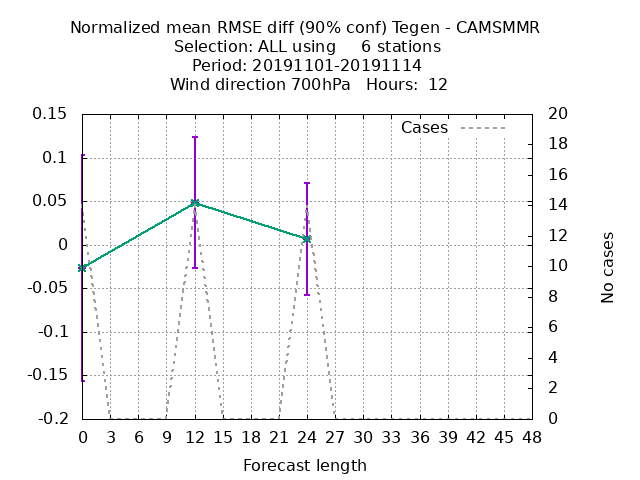 Normalized mean RMSE diff (90% conf) Tegen - CAMSMMR
Selection: ALL using     6 stations
Period: 20191101-20191114
Wind direction 700hPa   Hours:  12
Cases
0.15
0.1
0.05
0
-0.05
-0.1
-0.15
-0.2
20
18
16
14
12
10
8
6
4
2
0
No cases
0 3 6 9 12 15 18 21 24 27 30 33 36 39 42 45 48
Forecast length